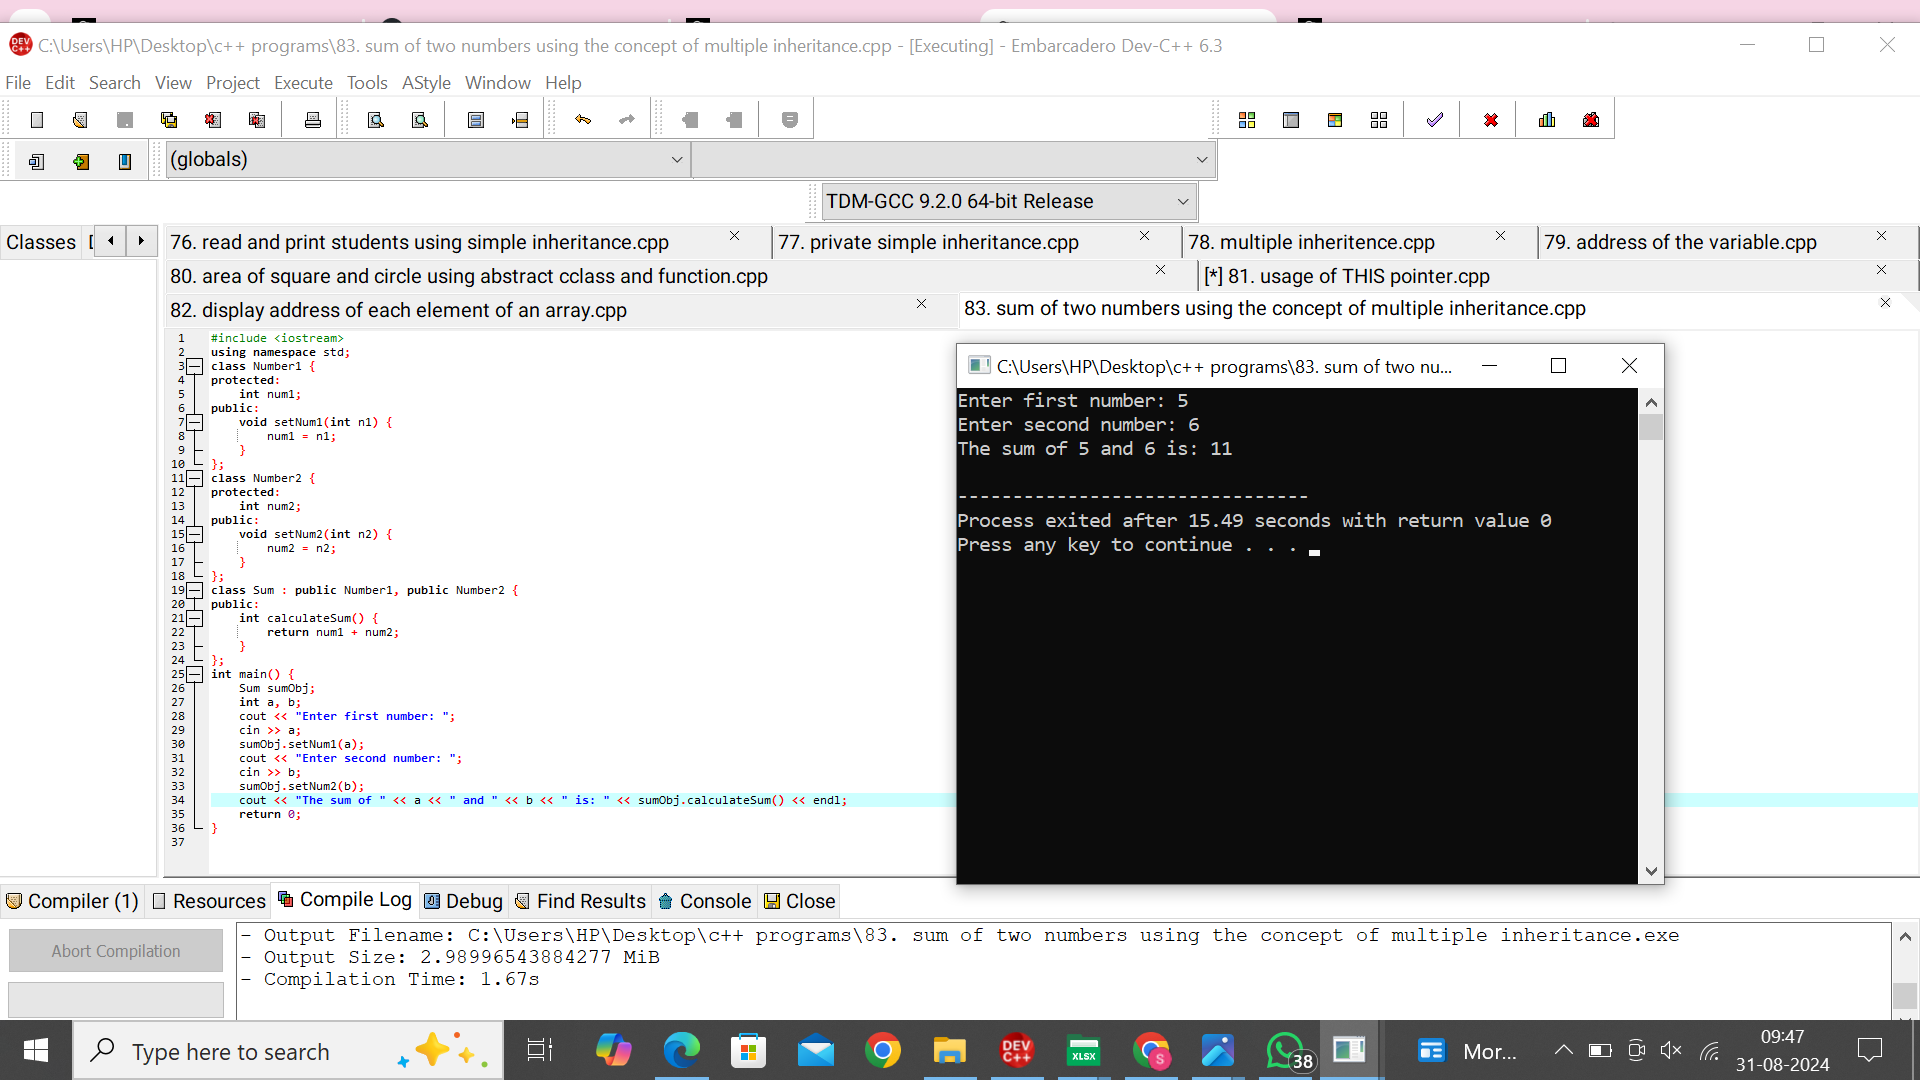 C:\Users\HP\Desktop\c++ programs\83. sum of two numbers using the concept of multiple inheritance.cpp - [Executing] - Embarcadero Dev-C++ 6.3
File Edit Search View Project Execute Tools AStyle Window Help
(globals)
TDM-GCC 9.2.0 64-bit Release
Classes
76. read and print students using simple inheritance.cpp
77. private simple inheritance.cpp
78. multiple inheritence.cpp
79. address of the variable.cpp
80. area of square and circle using abstract cclass and function.cpp
[*] 81. usage of THIS pointer.cpp
82. display address of each element of an array.cpp
83. sum of two numbers using the concept of multiple inheritance.cpp
1 #include <iostream>
2 using namespace std;
3 class Number1 {
4 protected:
5 int num1;
6 public:
7 void setNum1(int n1) {
8 num1 = n1;
9 }
10 };
11 class Number2 {
12 protected:
13 int num2;
14 public:
15 void setNum2(int n2) {
16 num2 = n2;
17 }
18 };
19 class Sum : public Number1, public Number2 {
20 public:
21 int calculateSum() {
22 return num1 + num2;
23 }
24 };
25 int main() {
26 Sum sumObj;
27 int a, b;
28 cout << "Enter first number: ";
29 cin >> a;
30 sumObj.setNum1(a);
31 cout << "Enter second number: ";
32 cin >> b;
33 sumObj.setNum2(b);
34 cout << "The sum of " << a << " and " << b << " is: " << sumObj.calculateSum() << endl;
35 return 0;
36 }
37
C:\Users\HP\Desktop\c++ programs\83. sum of two nu...
Enter first number: 5
Enter second number: 6
The sum of 5 and 6 is: 11
--------------------------------
Process exited after 15.49 seconds with return value 0
Press any key to continue . . .
Compiler (1) Resources Compile Log Debug Find Results Console Close
Abort Compilation
- Output Filename: C:\Users\HP\Desktop\c++ programs\83. sum of two numbers using the concept of multiple inheritance.exe
- Output Size: 2.98996543884277 MiB
- Compilation Time: 1.67s
Type here to search
DEV C++
XLSX
S
38
Mor...
09:47
31-08-2024